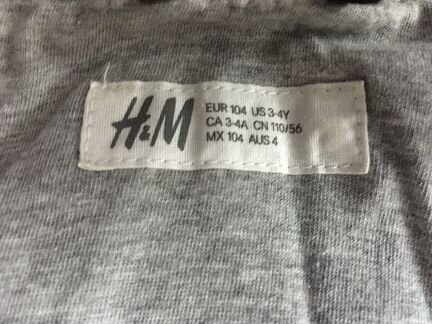 H&M
EUR 104 US 3-4Y
CA 3-4A CN 110/56
MX 104 AUS 4